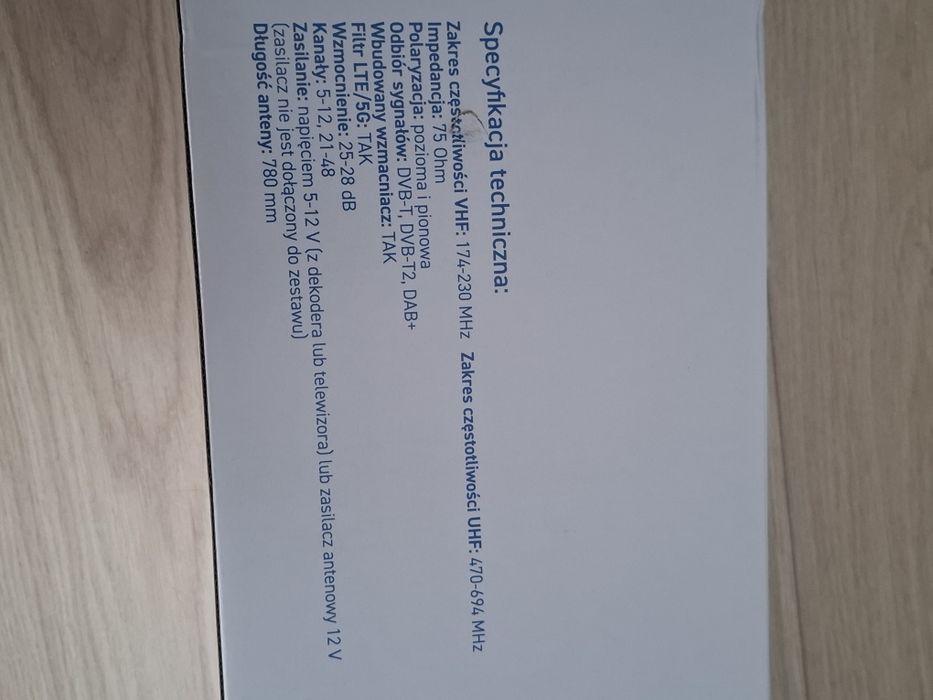 Specyfikacja techniczna:
Zakres częstotliwości VHF: 174-230 MHz Zakres częstotliwości UHF: 470-694 MHz
Impedancja: 75 Ohm
Polaryzacja: pozioma i pionowa
Odbiór sygnałów: DVB-T, DVB-T2, DAB+
Wbudowany wzmacniacz: TAK
Filtr LTE/5G: TAK
Wzmocnienie: 25-28 dB
Kanały: 5-12, 21-48
Zasilanie: napięciem 5-12 V (z dekodera lub telewizora) lub zasilacz antenowy 12 V
(zasilacz nie jest dołączony do zestawu)
Długość anteny: 780 mm